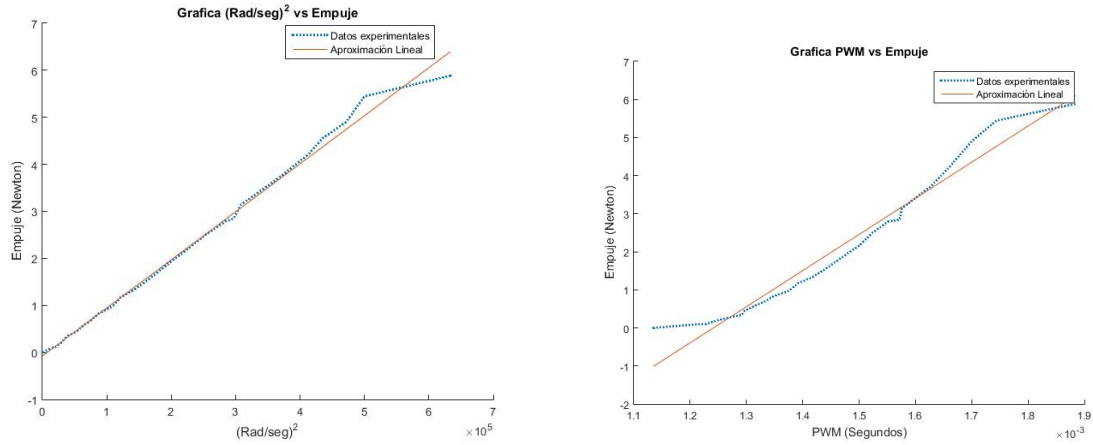 Grafica (Rad/seg)²  vs Empuje
7
6
5
4
3
2
1
0
-1
Empuje (Newton)
Datos experimentales
Aproximación Lineal
0 1 2 3 4 5 6 7
(Rad/seg)²
×10⁵
Grafica PWM vs Empuje
7
6
5
4
3
2
1
0
-1
-2
Empuje (Newton)
Datos experimentales
Aproximación Lineal
1.1 1.2 1.3 1.4 1.5 1.6 1.7 1.8 1.9
PWM (Segundos)
×10⁻³